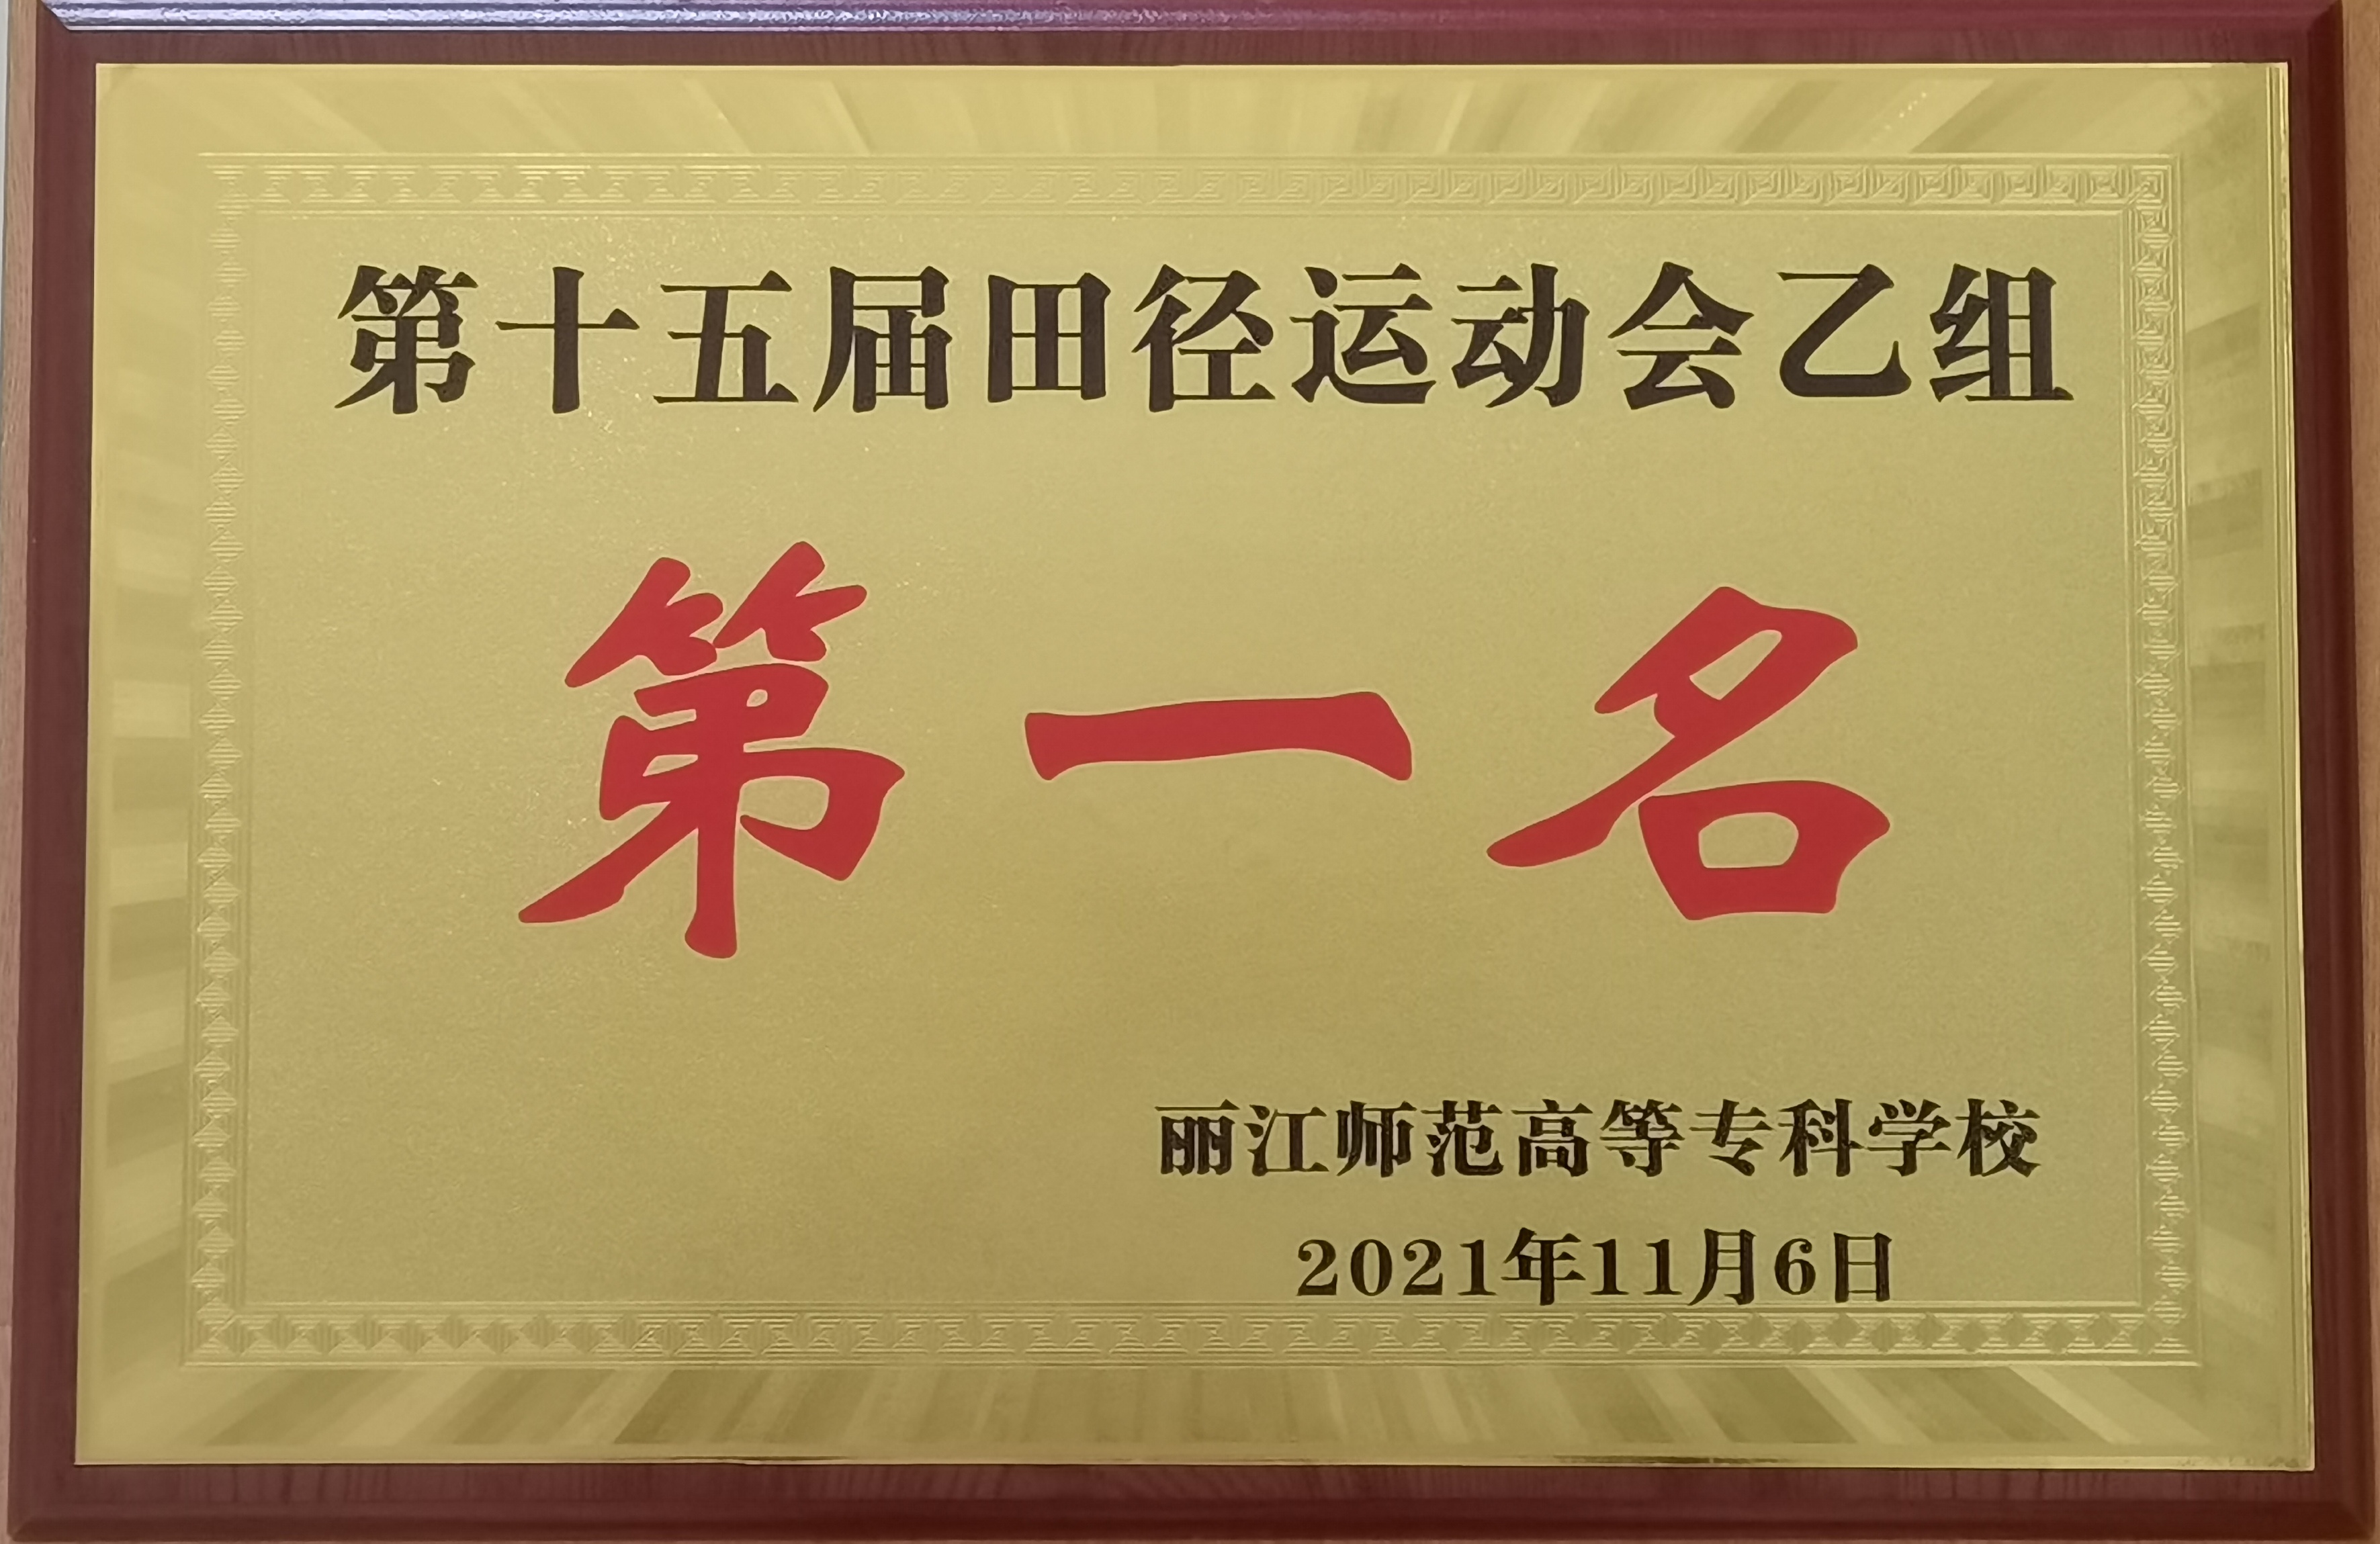 第十五届田径运动会乙组
第一名
丽江师范高等专科学校
2021年11月6日